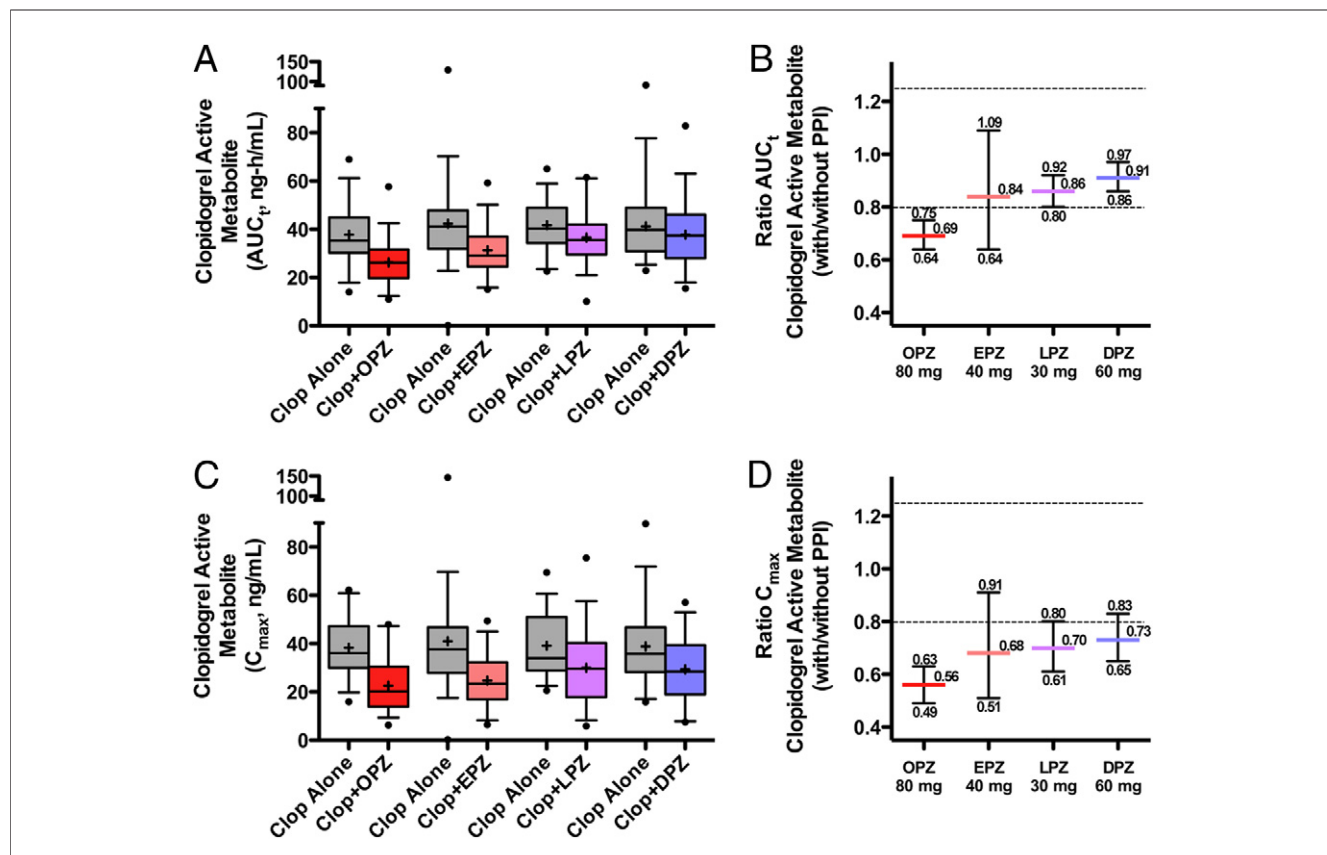 A
150
100
80
60
40
20
0
Clopidogrel Active
Metabolite
(AUCt, ng-h/mL)
Clop Alone
Clop+OPZ
Clop Alone
Clop+EPZ
Clop Alone
Clop+LPZ
Clop Alone
Clop+DPZ
B
1.2
1.0
0.8
0.6
0.4
Ratio AUCt
Clopidogrel Active Metabolite
(with/without PPI)
0.75
0.69
0.64
1.09
0.84
0.64
0.92
0.86
0.80
0.97
0.91
0.86
OPZ
80 mg
EPZ
40 mg
LPZ
30 mg
DPZ
60 mg
C
150
100
80
60
40
20
0
Clopidogrel Active
Metabolite
(Cmax, ng/mL)
Clop Alone
Clop+OPZ
Clop Alone
Clop+EPZ
Clop Alone
Clop+LPZ
Clop Alone
Clop+DPZ
D
1.2
1.0
0.8
0.6
0.4
Ratio Cmax
Clopidogrel Active Metabolite
(with/without PPI)
0.63
0.56
0.49
0.91
0.68
0.51
0.80
0.70
0.61
0.83
0.73
0.65
OPZ
80 mg
EPZ
40 mg
LPZ
30 mg
DPZ
60 mg